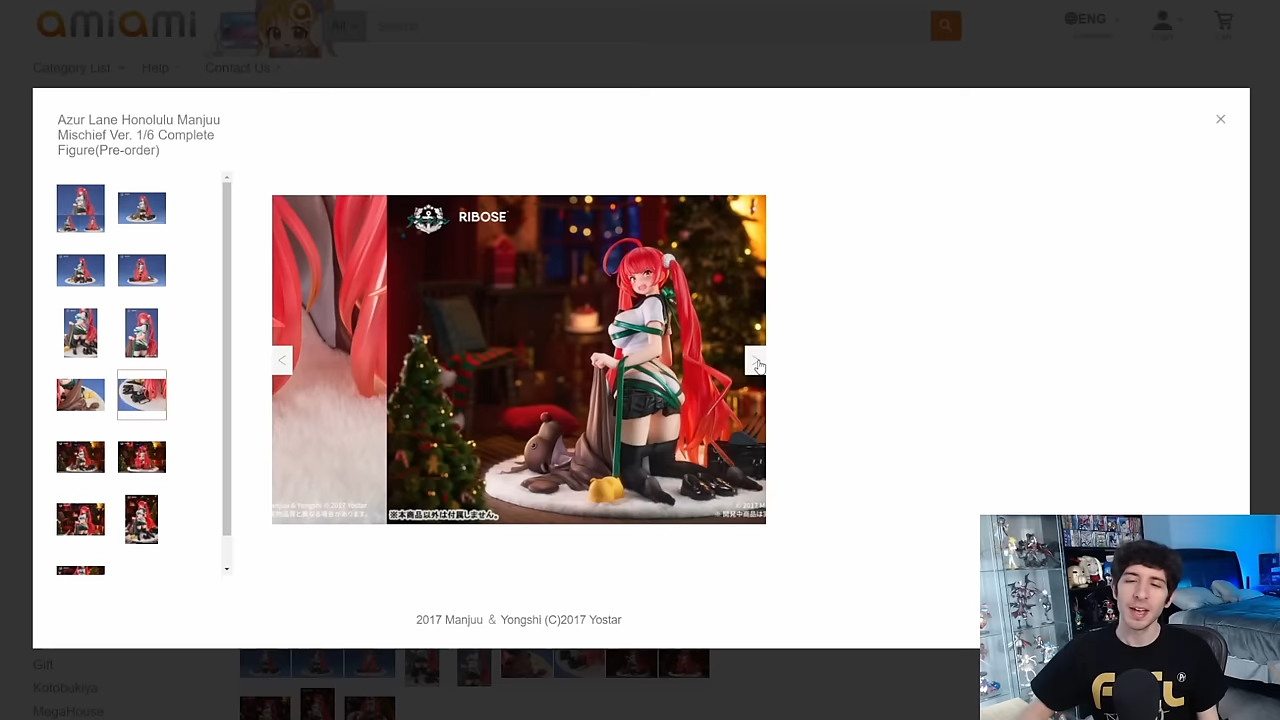 amiami
All
Search
ENG
Category List
Help
Contact Us
Azur Lane Honolulu Manjuu
Mischief Ver. 1/6 Complete
Figure(Pre-order)
RIBOSE
※本商品以外は付属しません。
2017 Manjuu & Yongshi (C)2017 Yostar
Gift
Kotobukiya
MegaHouse